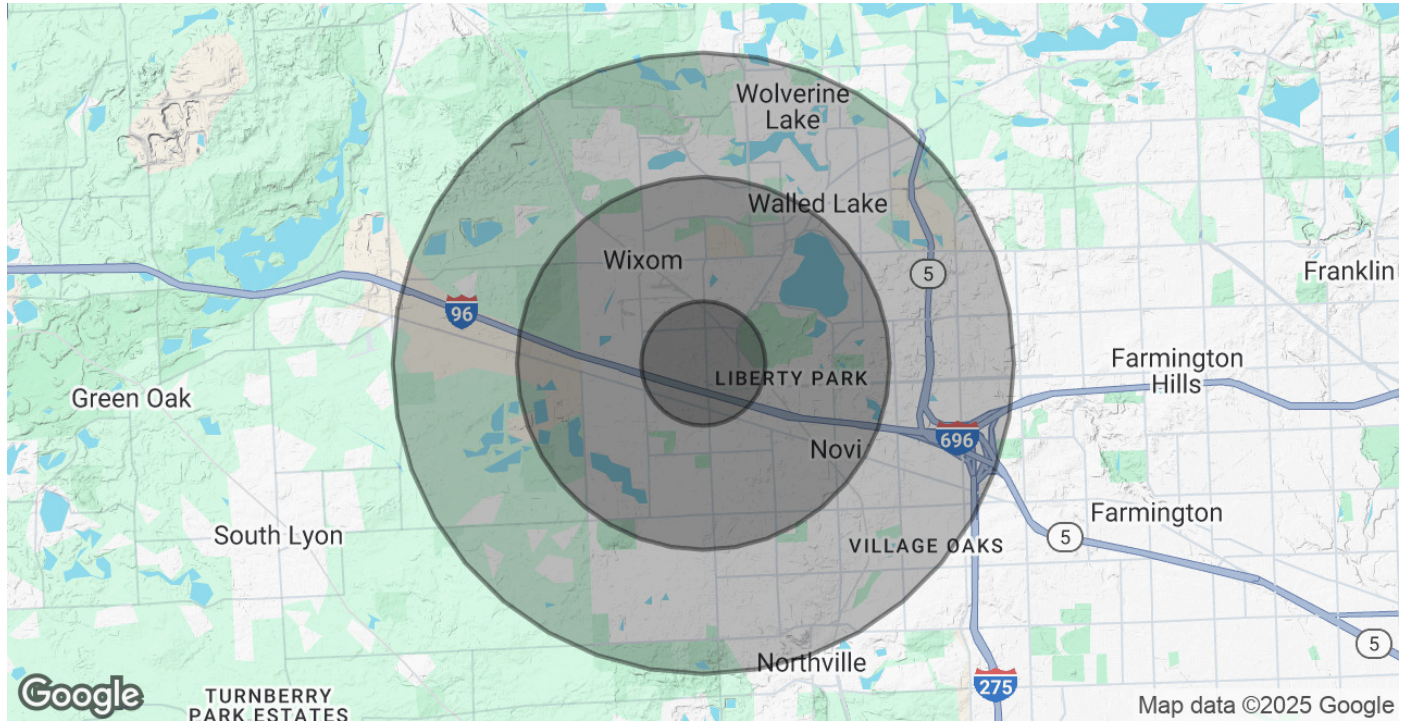 Wolverine
Lake
Walled Lake
Wixom
5
Franklin
96
Farmington
Hills
LIBERTY PARK
Green Oak
696
Novi
Farmington
South Lyon
5
VILLAGE OAKS
5
Northville
275
Google
TURNBERRY
PARK ESTATES
Map data ©2025 Google